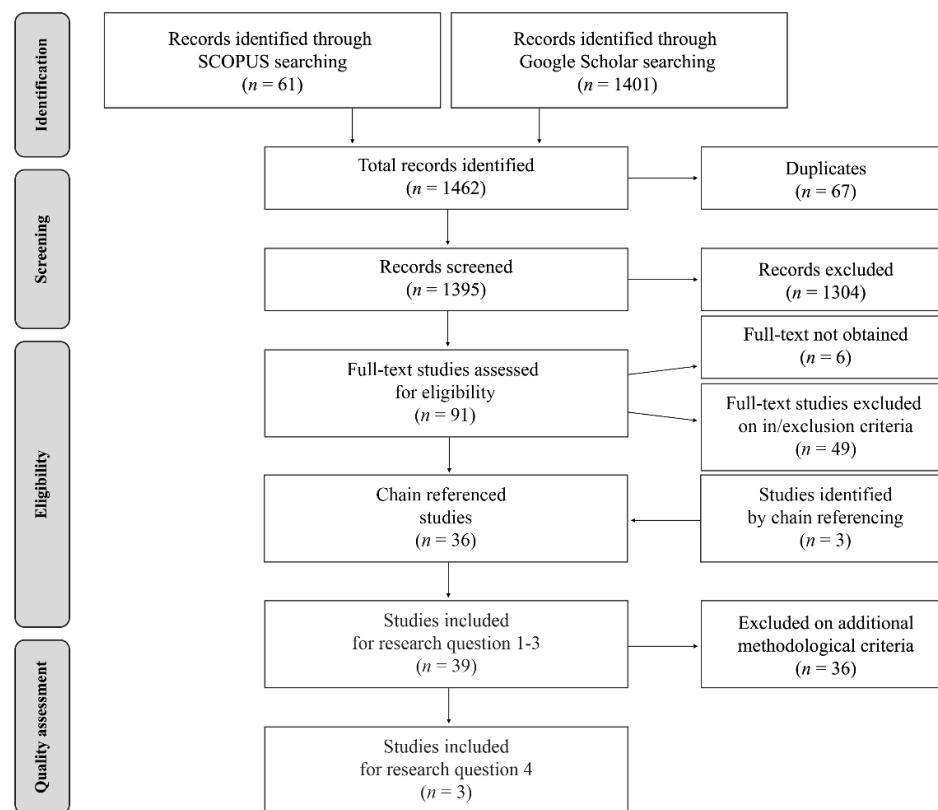 Identification
Records identified through
SCOPUS searching
(n = 61)
Records identified through
Google Scholar searching
(n = 1401)
Total records identified
(n = 1462)
Duplicates
(n = 67)
Screening
Records screened
(n = 1395)
Records excluded
(n = 1304)
Eligibility
Full-text studies assessed
for eligibility
(n = 91)
Full-text not obtained
(n = 6)
Full-text studies excluded
on in/exclusion criteria
(n = 49)
Chain referenced
studies
(n = 36)
Studies identified
by chain referencing
(n = 3)
Studies included
for research question 1-3
(n = 39)
Excluded on additional
methodological criteria
(n = 36)
Quality assessment
Studies included
for research question 4
(n = 3)